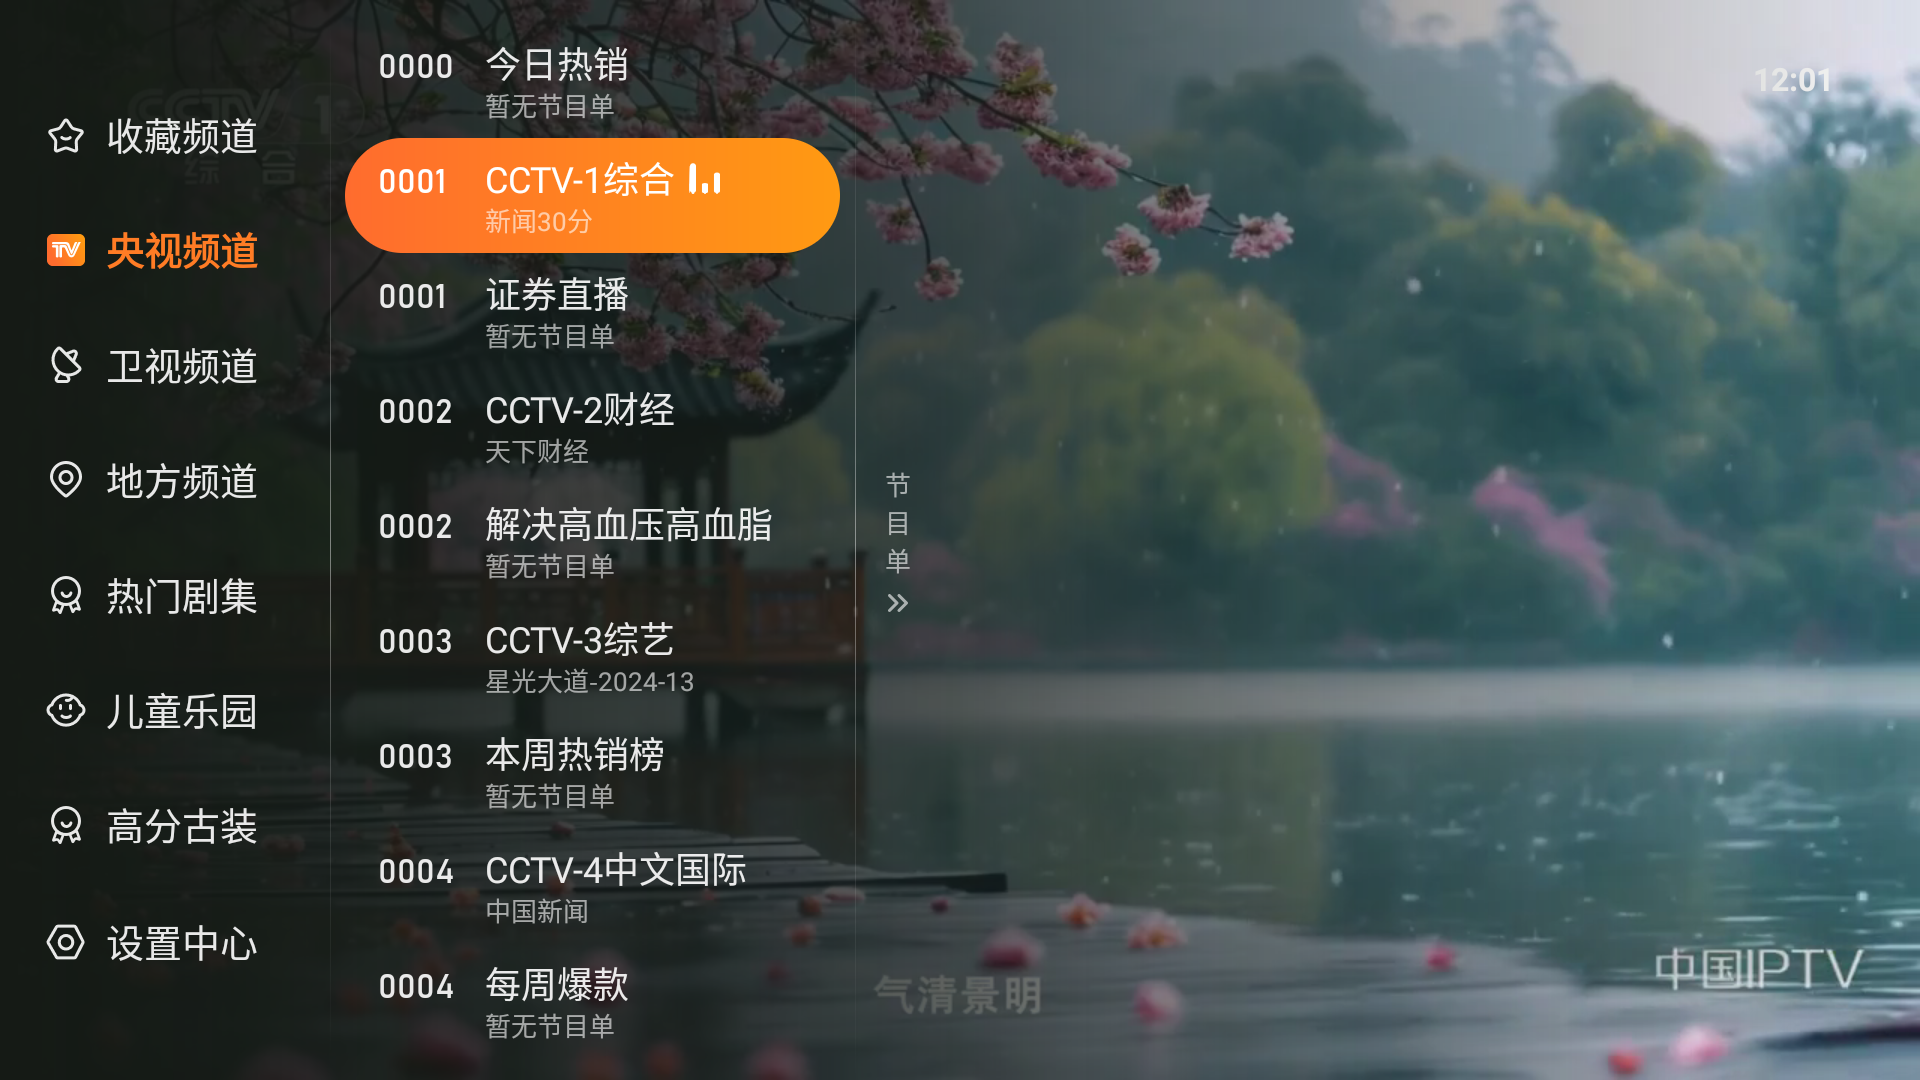 CCTV 1
综 合
12:01
收藏频道
央视频道
卫视频道
地方频道
热门剧集
儿童乐园
高分古装
设置中心
0000 今日热销
暂无节目单
0001 CCTV-1综合
新闻30分
0001 证券直播
暂无节目单
0002 CCTV-2财经
天下财经
0002 解决高血压高血脂
暂无节目单
0003 CCTV-3综艺
星光大道-2024-13
0003 本周热销榜
暂无节目单
0004 CCTV-4中文国际
中国新闻
0004 每周爆款
暂无节目单
节目单
气清景明
中国IPTV